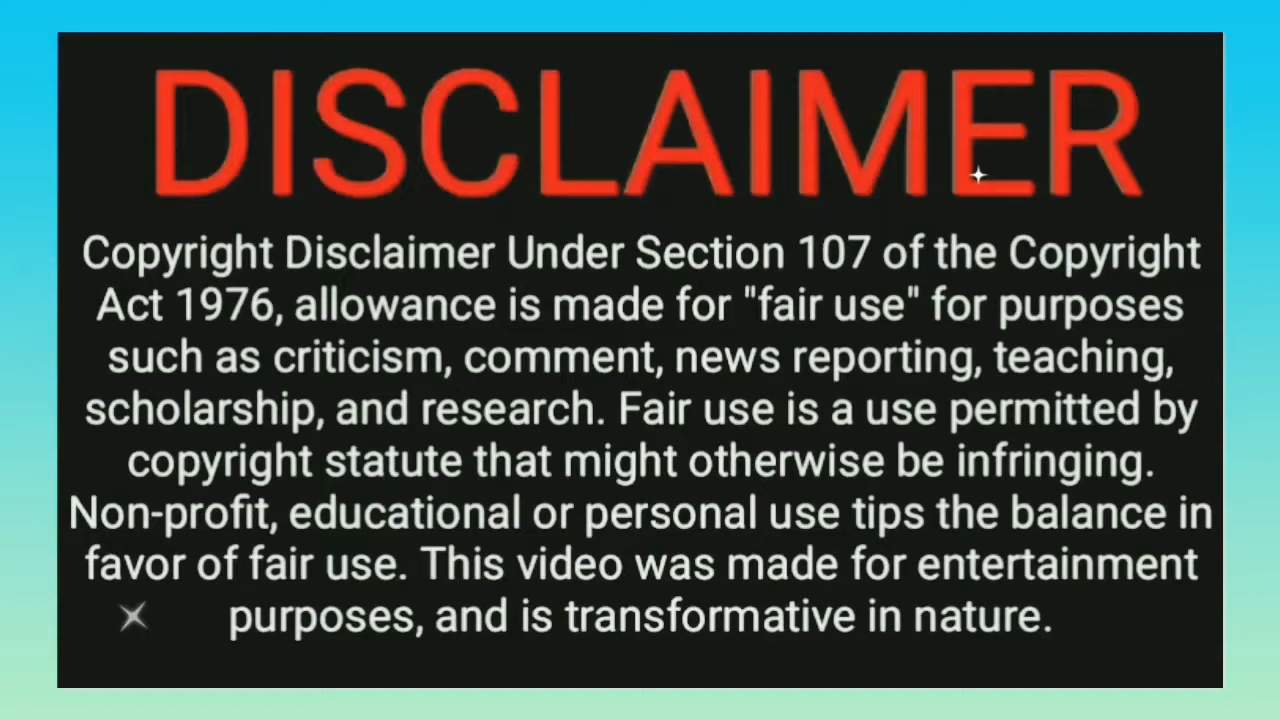 DISCLAIMER
Copyright Disclaimer Under Section 107 of the Copyright
Act 1976, allowance is made for "fair use" for purposes
such as criticism, comment, news reporting, teaching,
scholarship, and research. Fair use is a use permitted by
copyright statute that might otherwise be infringing.
Non-profit, educational or personal use tips the balance in
favor of fair use. This video was made for entertainment
purposes, and is transformative in nature.